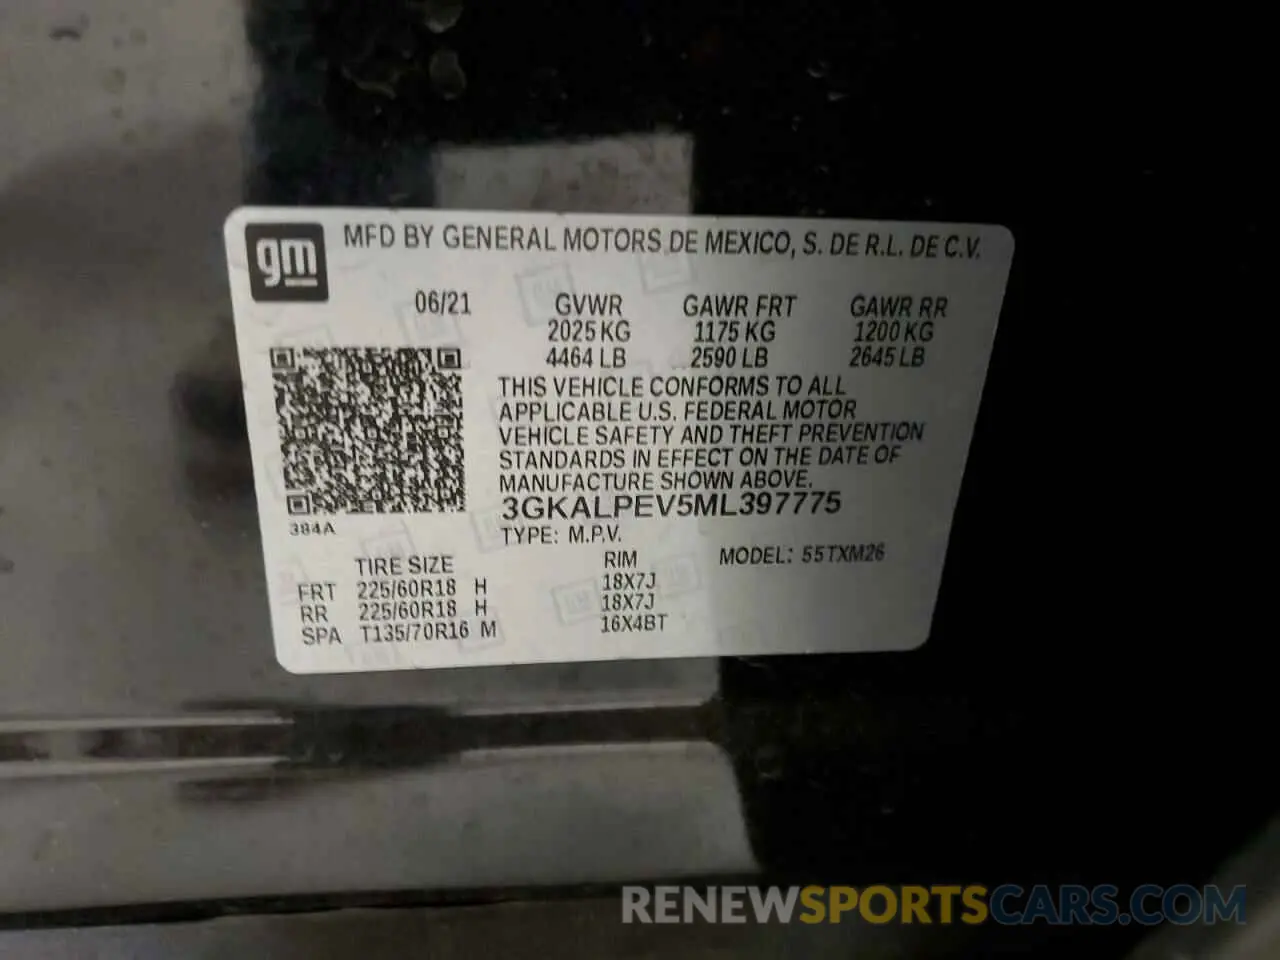 gm
MFD BY GENERAL MOTORS DE MEXICO, S. DE R.L. DE C.V.
06/21 GVWR GAWR FRT GAWR RR
2025 KG 1175 KG 1200 KG
4464 LB 2590 LB 2645 LB
THIS VEHICLE CONFORMS TO ALL
APPLICABLE U.S. FEDERAL MOTOR
VEHICLE SAFETY AND THEFT PREVENTION
STANDARDS IN EFFECT ON THE DATE OF
MANUFACTURE SHOWN ABOVE.
3GKALPEV5ML397775
384A
TYPE: M.P.V.
TIRE SIZE RIM MODEL: 55TXM26
FRT 225/60R18 H 18X7J
RR 225/60R18 H 18X7J
SPA T135/70R16 M 16X4BT
RENEWSPORTSCARS.COM